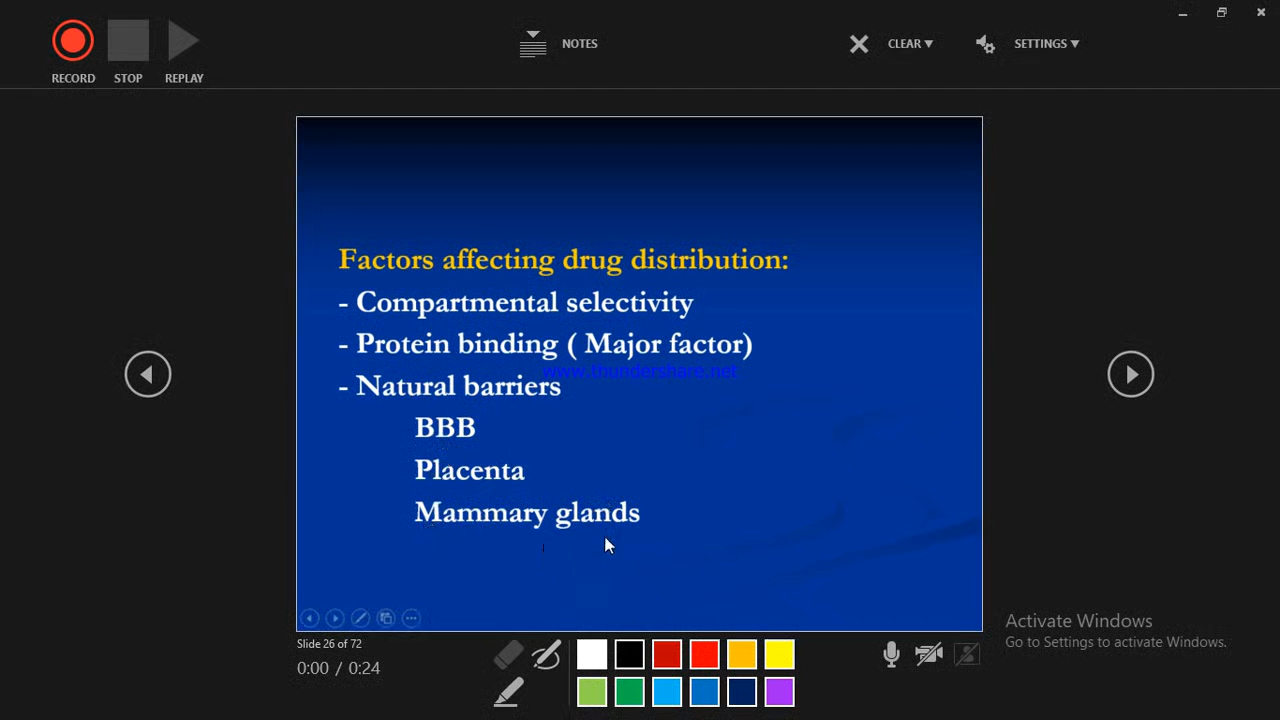 RECORD
STOP
REPLAY
NOTES
CLEAR
SETTINGS
Factors affecting drug distribution:
- Compartmental selectivity
- Protein binding ( Major factor)
www.thundershare.net
- Natural barriers
BBB
Placenta
Mammary glands
Slide 26 of 72
0:00 / 0:24
Activate Windows
Go to Settings to activate Windows.